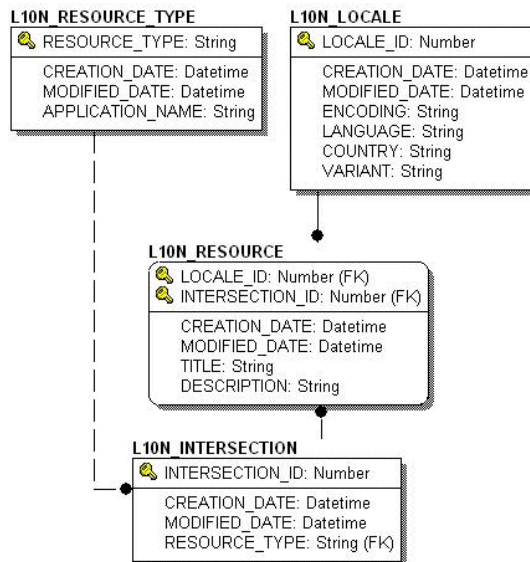 L10N_RESOURCE_TYPE
RESOURCE_TYPE: String
CREATION_DATE: Datetime
MODIFIED_DATE: Datetime
APPLICATION_NAME: String
L10N_LOCALE
LOCALE_ID: Number
CREATION_DATE: Datetime
MODIFIED_DATE: Datetime
ENCODING: String
LANGUAGE: String
COUNTRY: String
VARIANT: String
L10N_RESOURCE
LOCALE_ID: Number (FK)
INTERSECTION_ID: Number (FK)
CREATION_DATE: Datetime
MODIFIED_DATE: Datetime
TITLE: String
DESCRIPTION: String
L10N_INTERSECTION
INTERSECTION_ID: Number
CREATION_DATE: Datetime
MODIFIED_DATE: Datetime
RESOURCE_TYPE: String (FK)